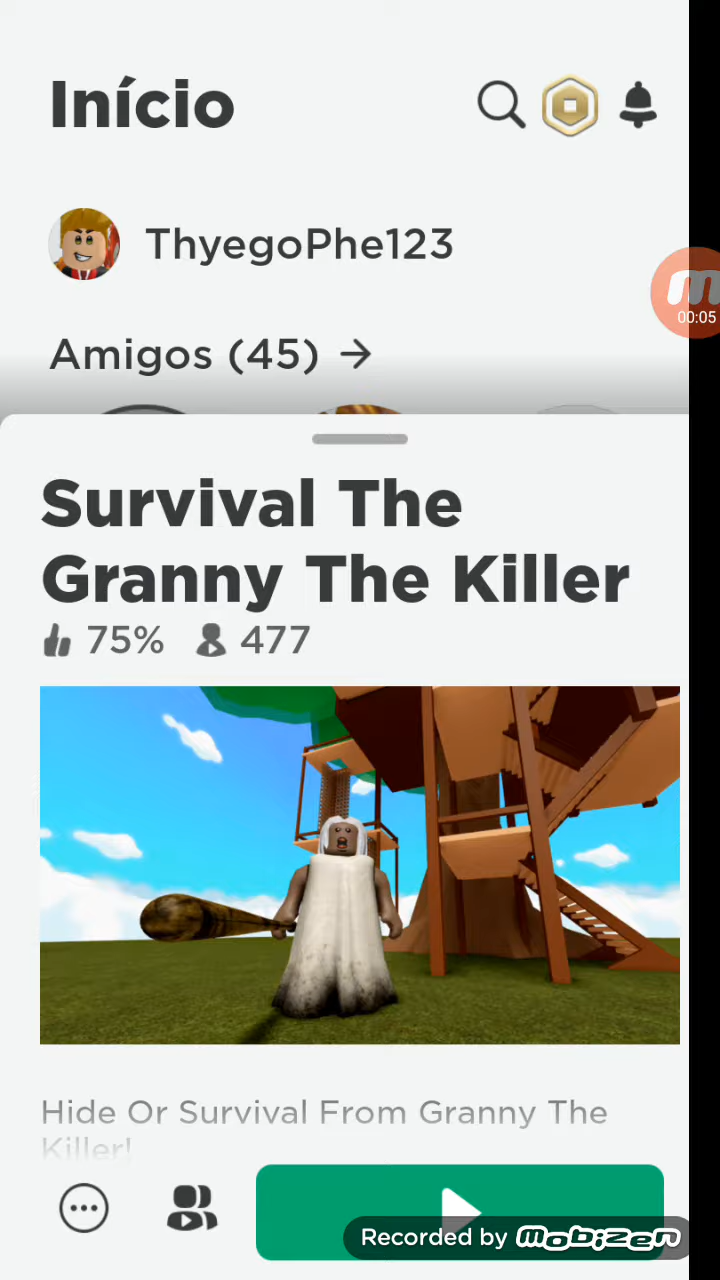 Início
ThyegoPhe123
00:05
Amigos (45)
Survival The
Granny The Killer
75% 477
Hide Or Survival From Granny The
Killer!
Recorded by mobizen